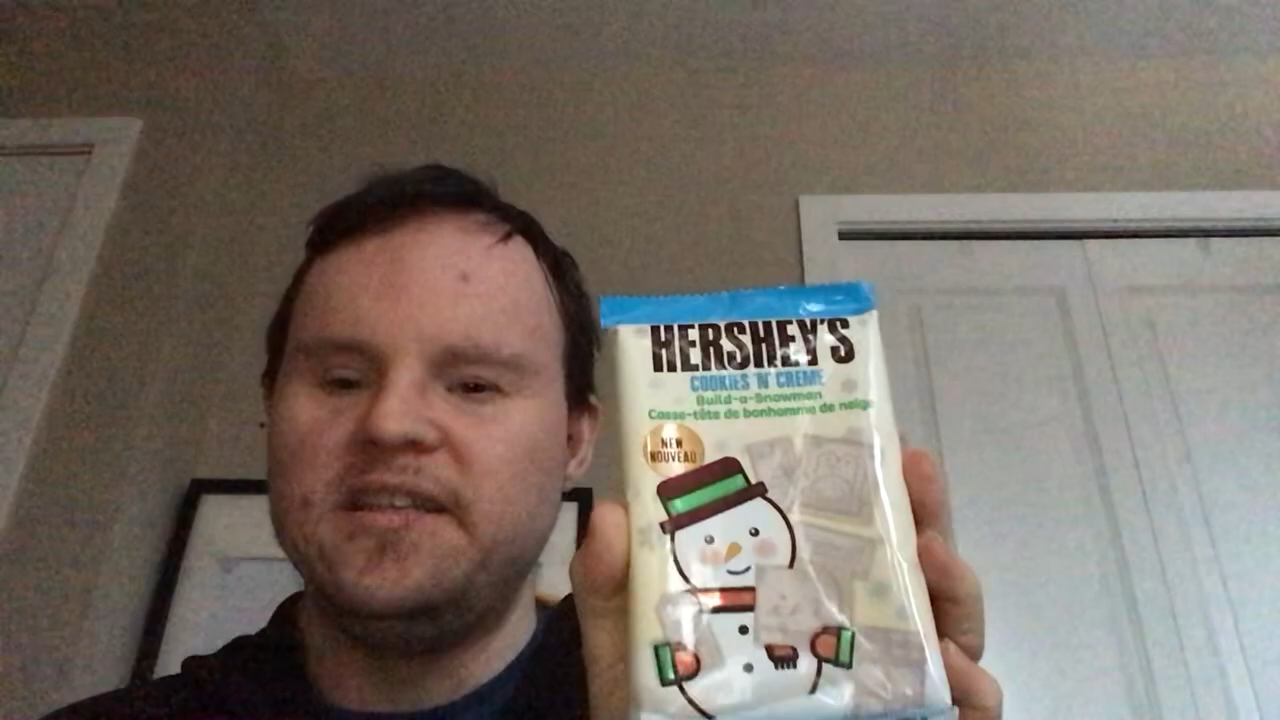 HERSHEY'S
COOKIES 'N' CREME
Build-a-Snowman
Casse-tête de bonhomme de neige
NEW
NOUVEAU